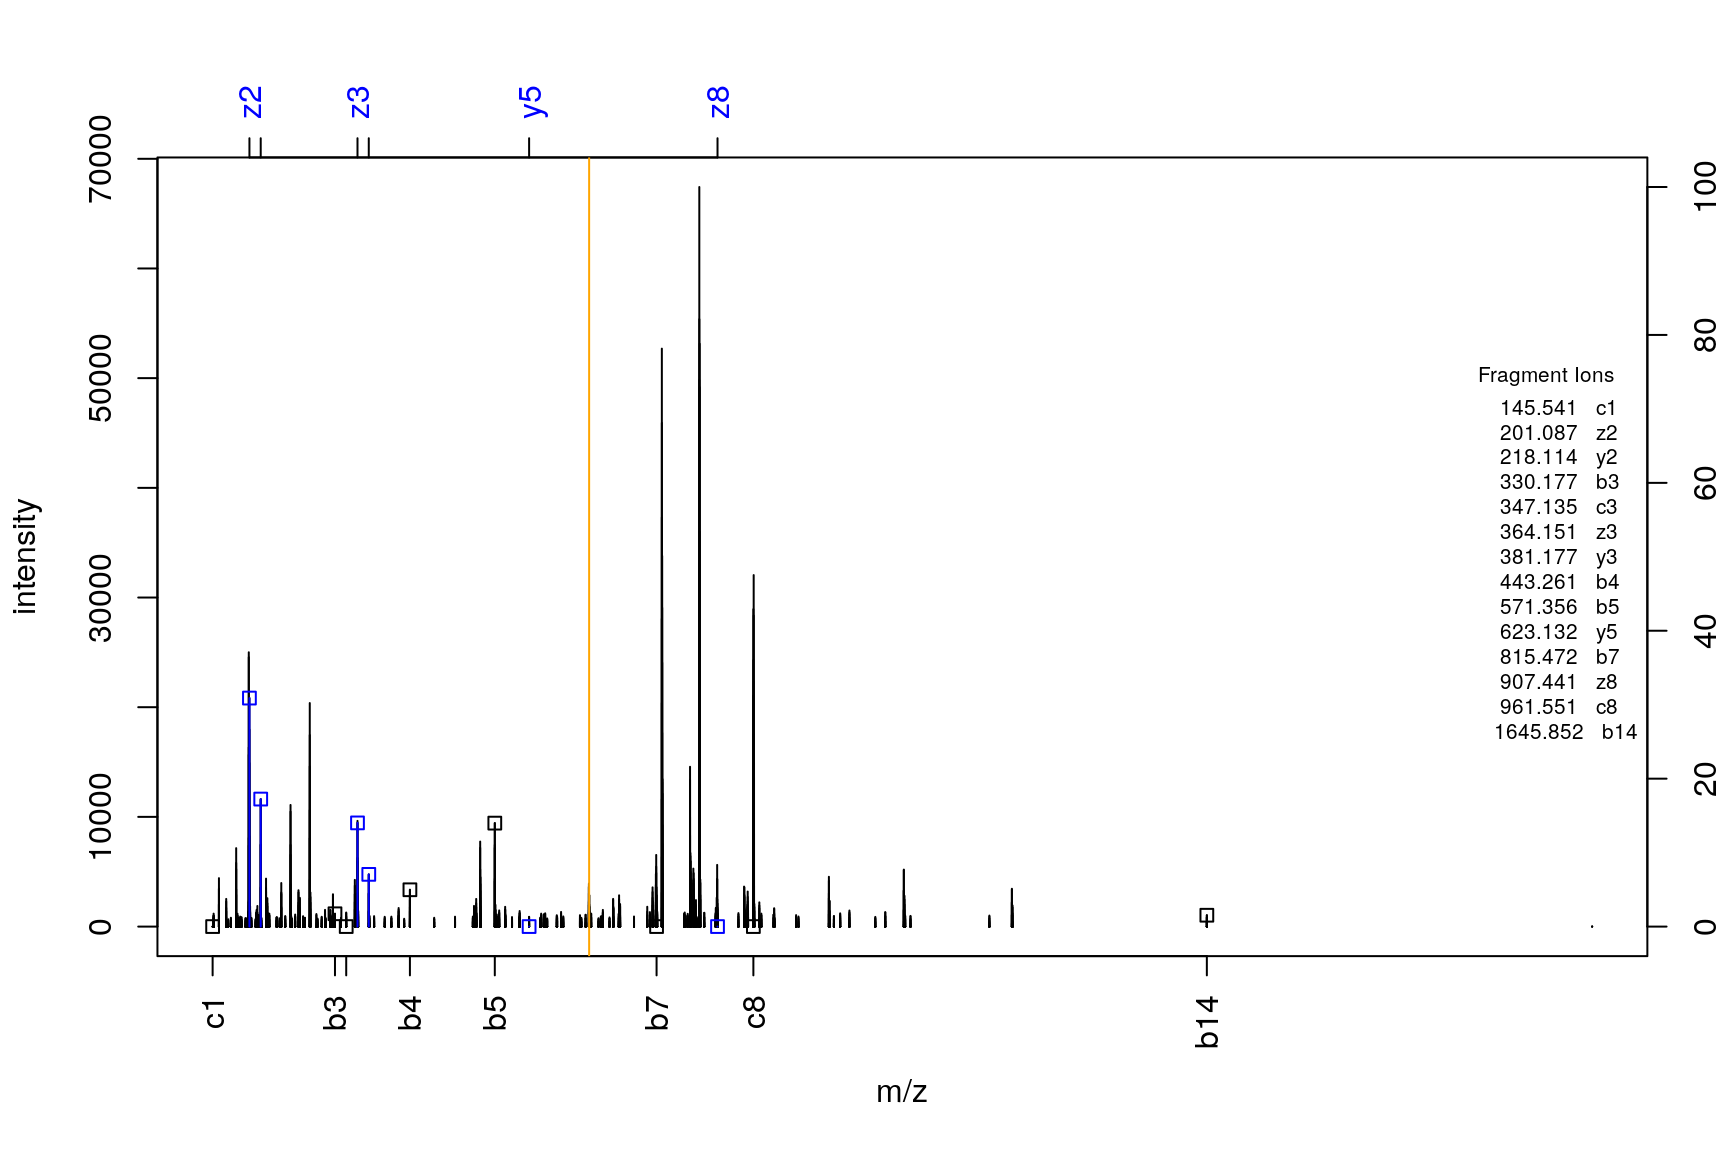 z2
z3
y5
z8
70000
50000
30000
10000
0
intensity
100
80
60
40
20
0
Fragment Ions
145.541 c1
201.087 z2
218.114 y2
330.177 b3
347.135 c3
364.151 z3
381.177 y3
443.261 b4
571.356 b5
623.132 y5
815.472 b7
907.441 z8
961.551 c8
1645.852 b14
c1
b3
b4
b5
b7
c8
b14
m/z